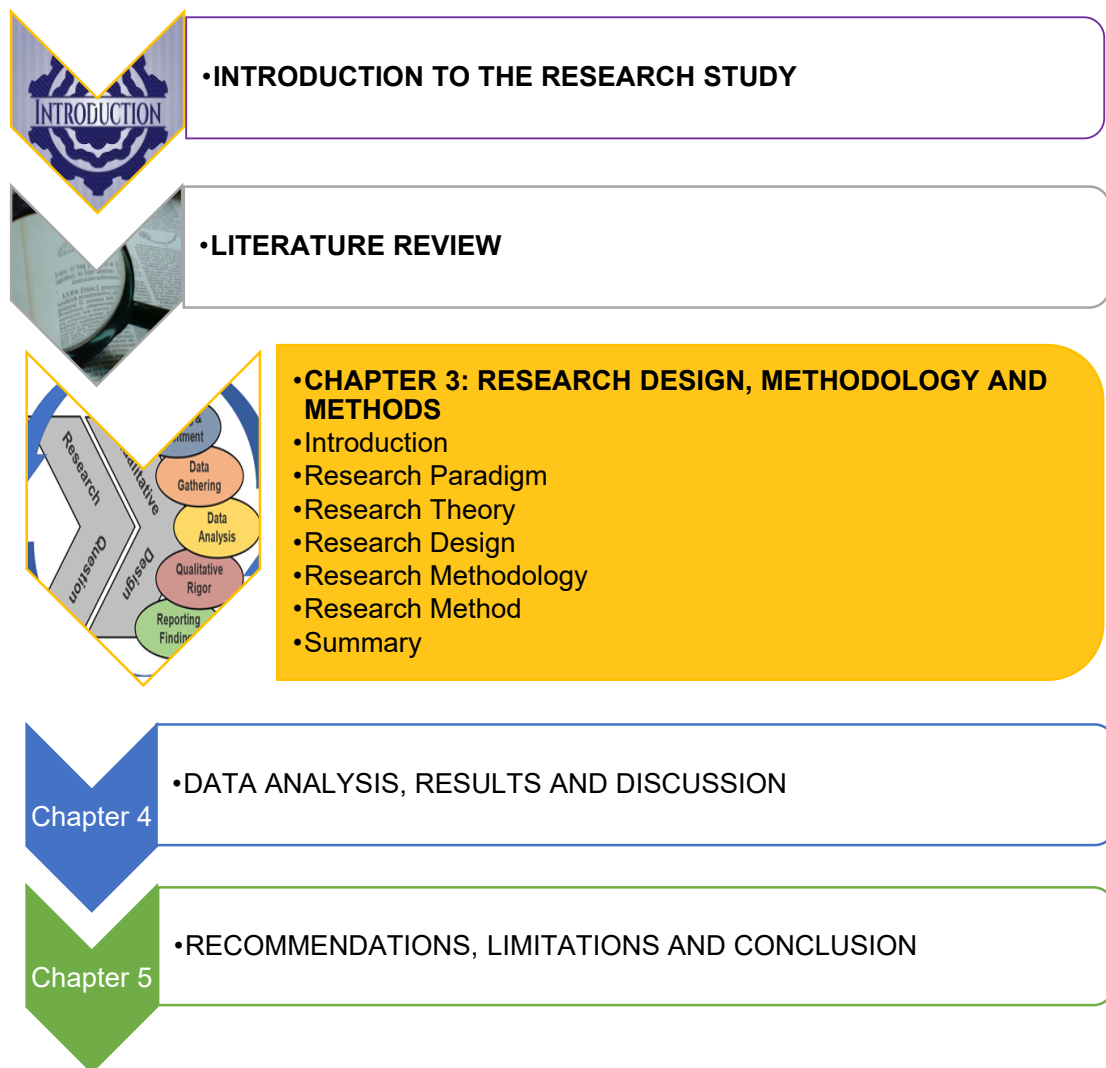 INTRODUCTION
•INTRODUCTION TO THE RESEARCH STUDY
•LITERATURE REVIEW
LUPA
•CHAPTER 3: RESEARCH DESIGN, METHODOLOGY AND
METHODS
•Introduction
•Research Paradigm
•Research Theory
•Research Design
•Research Methodology
•Research Method
•Summary
Research
Question
Design
Data
Gathering
Data
Analysis
Qualitative
Rigor
Reporting
Chapter 4
•DATA ANALYSIS, RESULTS AND DISCUSSION
Chapter 5
•RECOMMENDATIONS, LIMITATIONS AND CONCLUSION